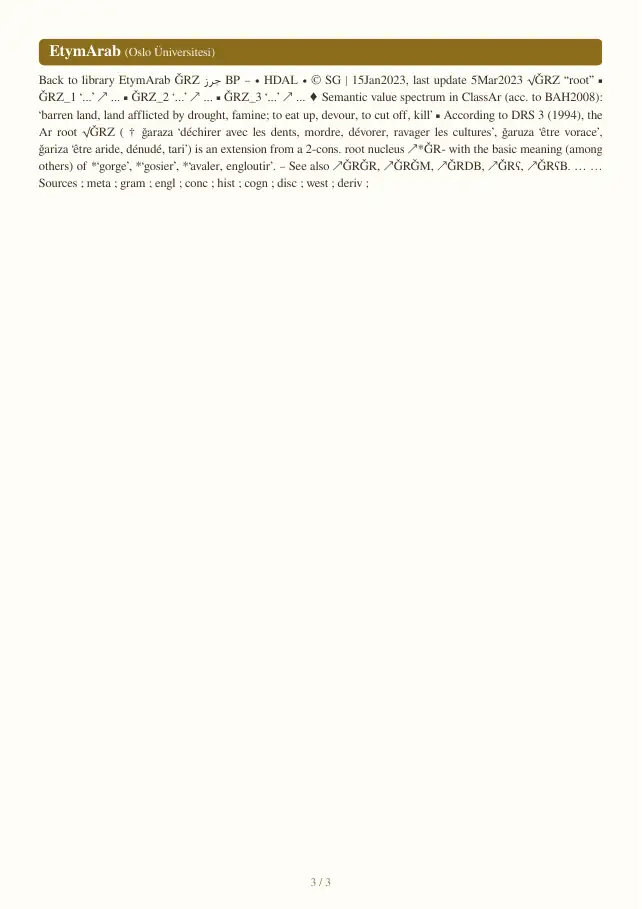 EtymArab (Oslo Üniversitesi)
Back to library EtymArab ǦRZ جرز BP – • HDAL • © SG | 15Jan2023, last update 5Mar2023 √ǦRZ “root” ▪
ǦRZ_1 ‘...’ ↗ ... ▪ ǦRZ_2 ‘...’ ↗ ... ▪ ǦRZ_3 ‘...’ ↗ ... ♦ Semantic value spectrum in ClassAr (acc. to BAH2008):
‘barren land, land afflicted by drought, famine; to eat up, devour, to cut off, kill’ ▪ According to DRS 3 (1994), the
Ar root √ǦRZ ( † ǧaraza ‘déchirer avec les dents, mordre, dévorer, ravager les cultures’, ǧaruza ‘être vorace’,
ǧariza ‘être aride, dénudé, tari’) is an extension from a 2-cons. root nucleus ↗*ǦR- with the basic meaning (among
others) of *‘gorge’, *‘gosier’, *‘avaler, engloutir’. – See also ↗ǦRǦR, ↗ǦRǦM, ↗ǦRDB, ↗ǦRʕ, ↗ǦRʕB. ... ...
Sources ; meta ; gram ; engl ; conc ; hist ; cogn ; disc ; west ; deriv ;
3 / 3